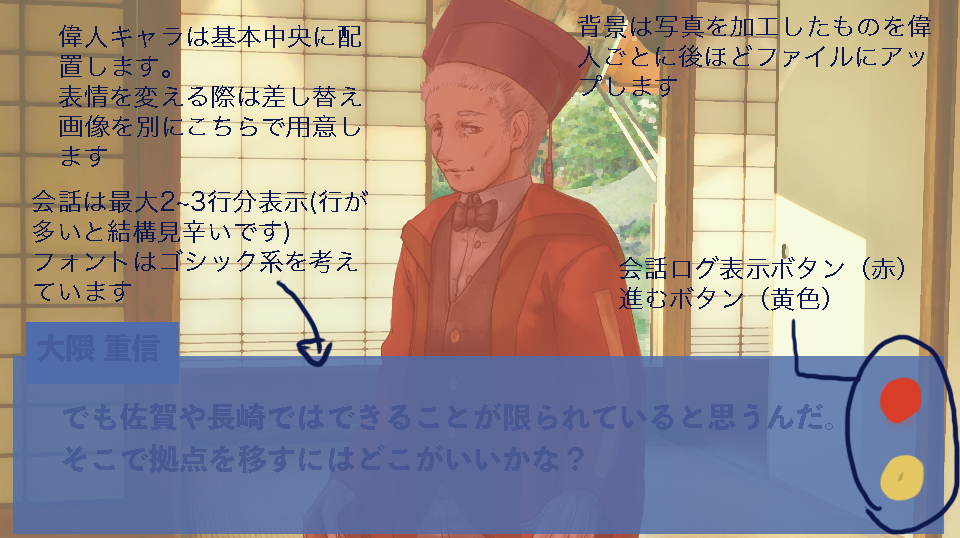 偉人キャラは基本中央に配
置します。
表情を変える際は差し替え
画像を別にこちらで用意し
ます
背景は写真を加工したものを偉
人ごとに後ほどファイルにアッ
プします
会話は最大2~3行分表示(行が
多いと結構見辛いです)
フォントはゴシック系を考え
ています
会話ログ表示ボタン（赤）
進むボタン（黄色）
大隈 重信
でも佐賀や長崎ではできることが限られていると思うんだ。
そこで拠点を移すにはどこがいいかな？